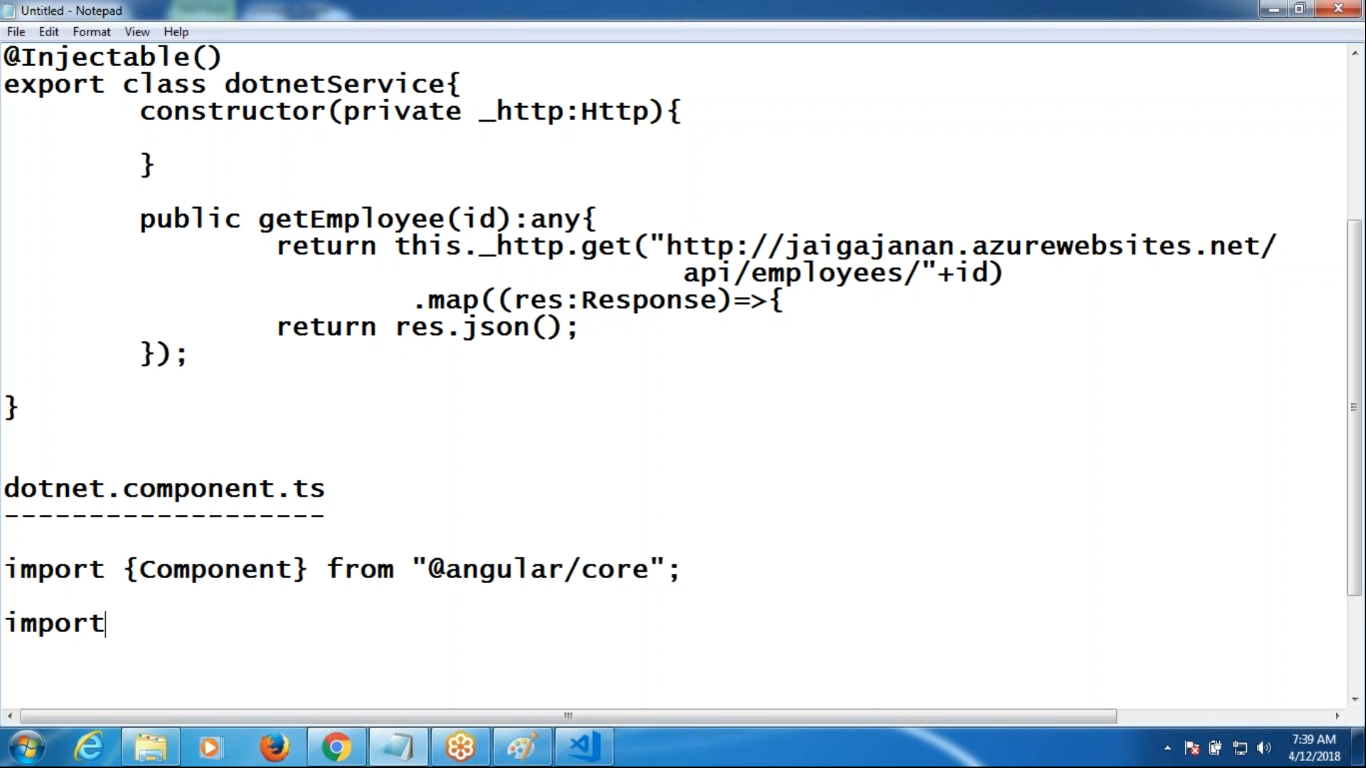 Untitled - Notepad
File Edit Format View Help
@Injectable()
export class dotnetService{
constructor(private _http:Http){
}
public getEmployee(id):any{
return this._http.get("http://jaigajanan.azurewebsites.net/
api/employees/"+id)
.map((res:Response)=>{
return res.json();
});
}
dotnet.component.ts
-------------------
import {Component} from "@angular/core";
import
7:39 AM
4/12/2018